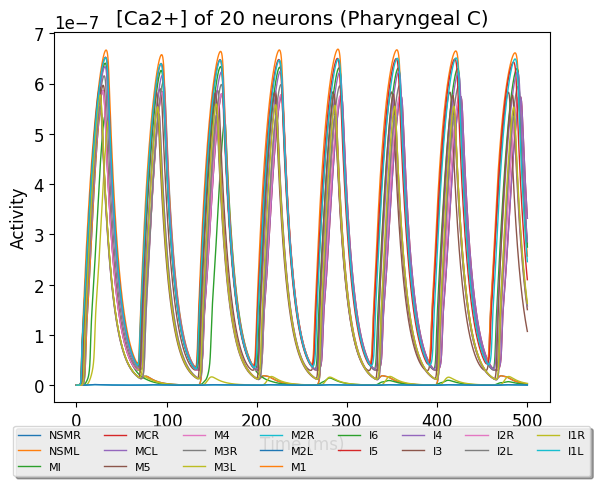 [Ca2+] of 20 neurons (Pharyngeal C)
1e−7
7
6
5
4
3
2
1
0
Activity
0 100 200 300 400 500
Time (ms)
NSMR MCR M4 M2R I6 I4 I2R I1R
NSML MCL M3R M2L I5 I3 I2L I1L
MI M5 M3L M1